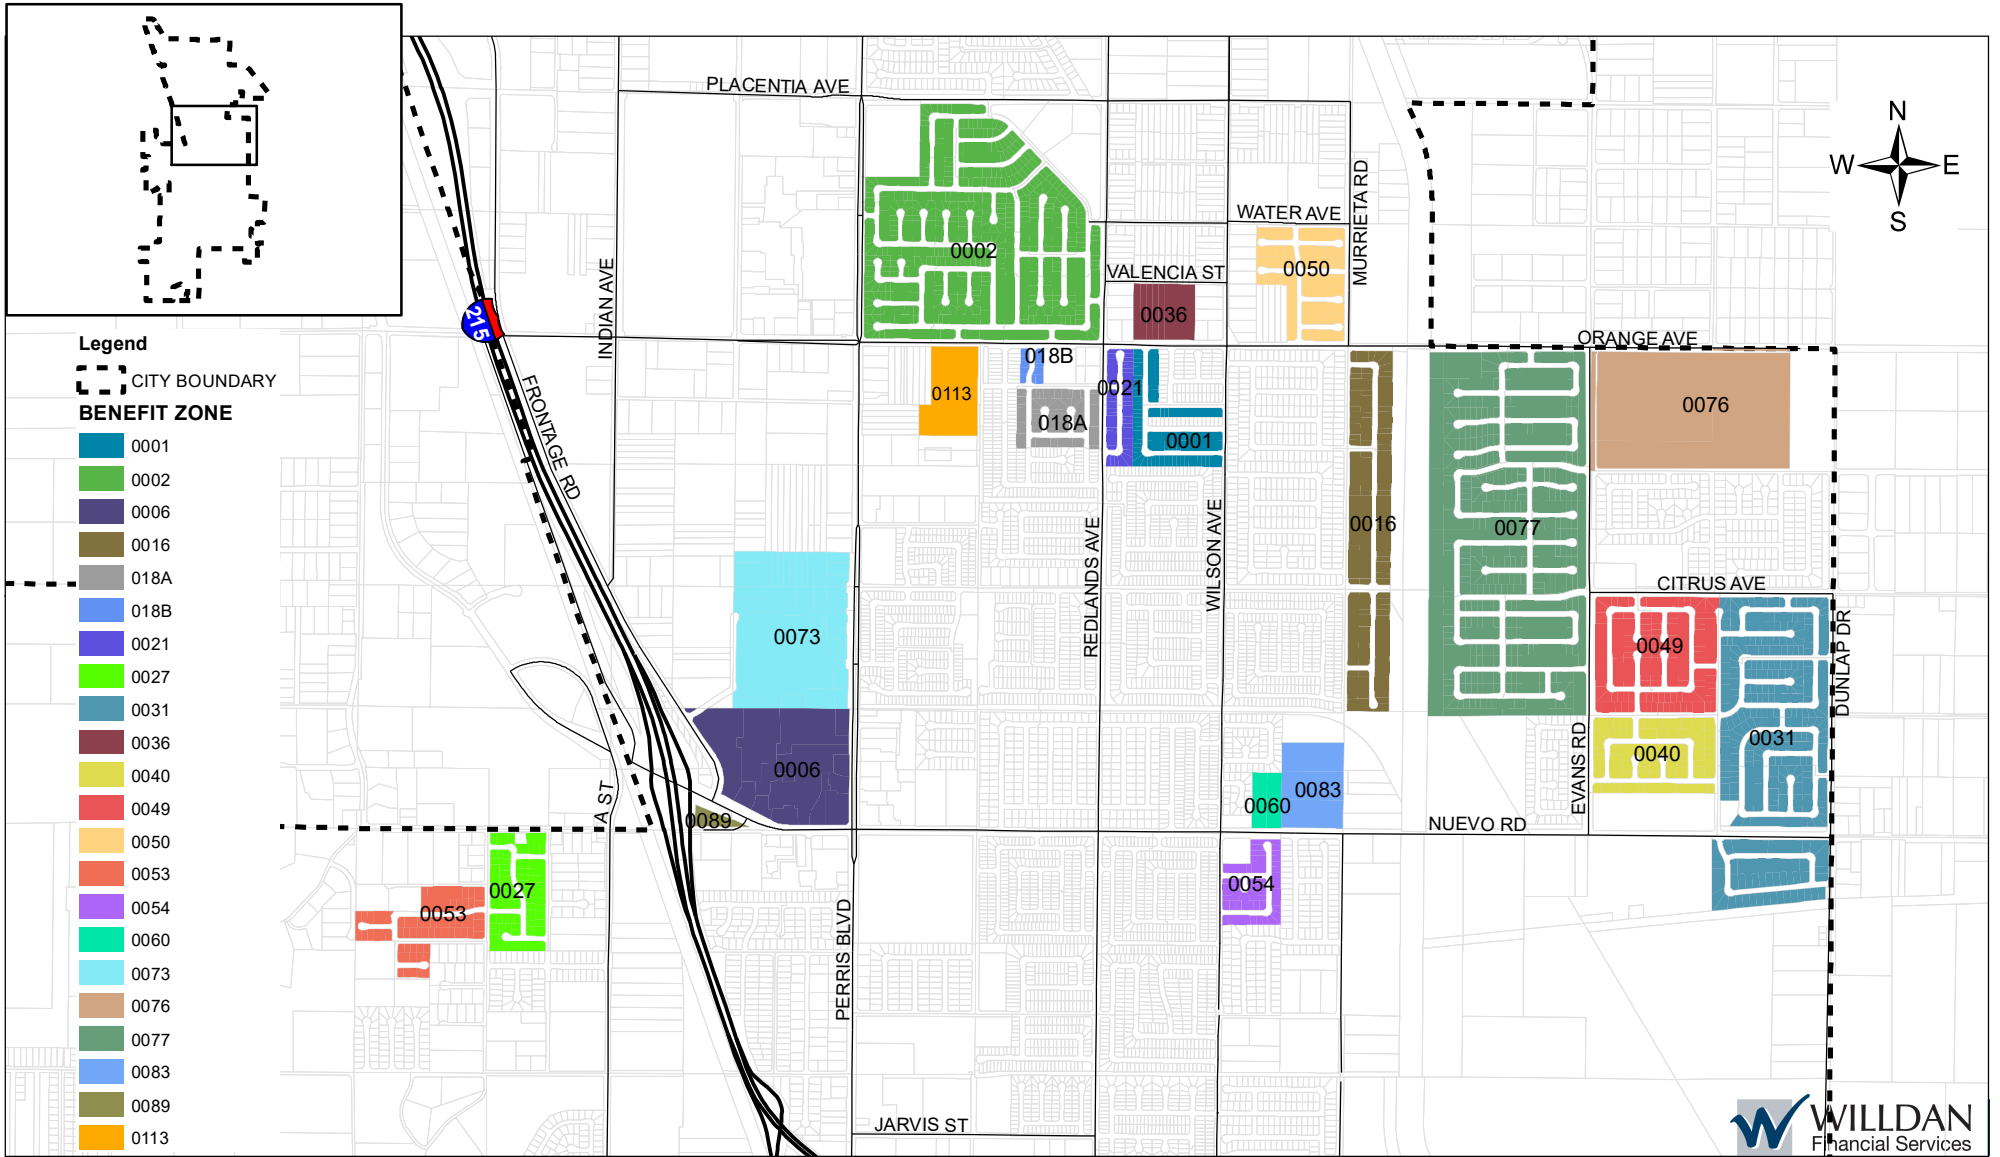 PLACENTIA AVE
N
W E
S
MURRIETA RD
WATER AVE
0002
0050
INDIAN AVE
VALENCIA ST
0036
215
ORANGE AVE
Legend
CITY BOUNDARY
BENEFIT ZONE
0001
0002
0006
0016
018A
018B
0021
0027
0031
0036
0040
0049
0050
0053
0054
0060
0073
0076
0077
0083
0089
0113
FRONTAGE RD
018B
0113
0021
018A
0001
0076
REDLANDS AVE
WILSON AVE
0016
0077
CITRUS AVE
0073
0049
DUNLAP DR
0031
0040
EVANS RD
0006
0083
0060
A ST
0089
NUEVO RD
0027
0053
0054
PERRIS BLVD
JARVIS ST
WILLDAN
Financial Services